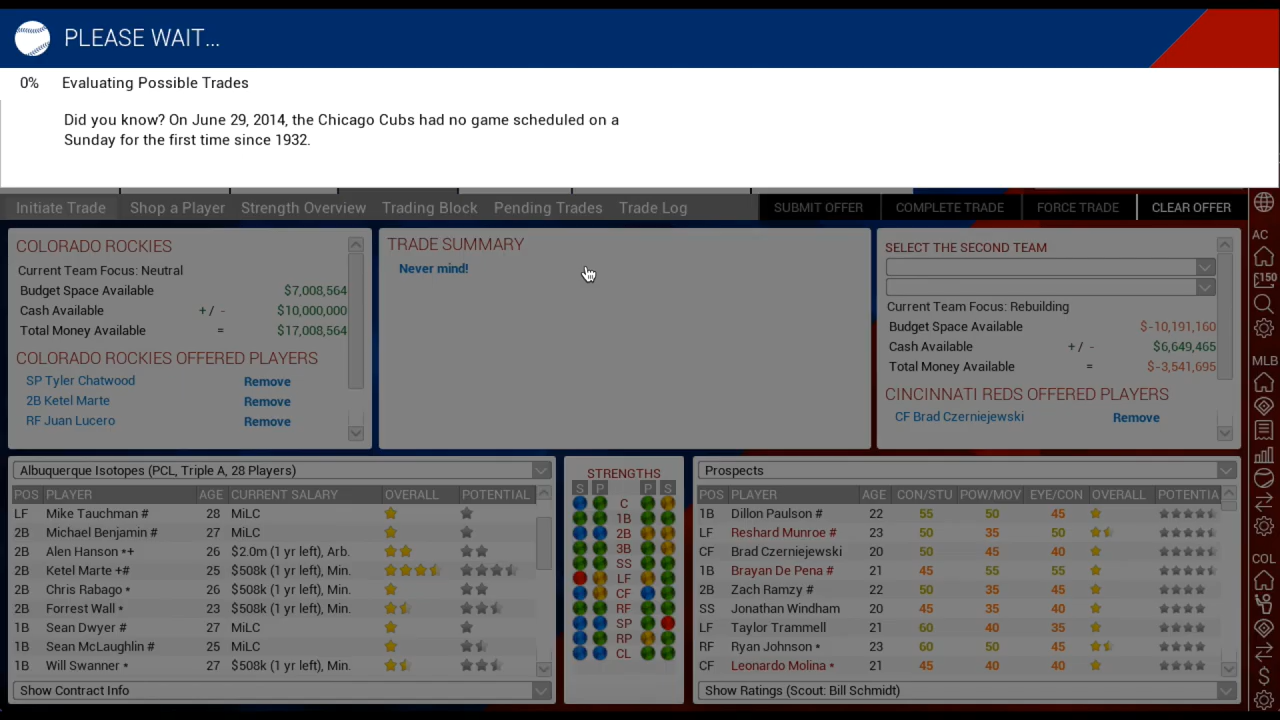 PLEASE WAIT...
0% Evaluating Possible Trades
Did you know? On June 29, 2014, the Chicago Cubs had no game scheduled on a
Sunday for the first time since 1932.
Initiate Trade Shop a Player Strength Overview Trading Block Pending Trades Trade Log SUBMIT OFFER COMPLETE TRADE FORCE TRADE CLEAR OFFER
COLORADO ROCKIES
Current Team Focus: Neutral
Budget Space Available $7,008,564
Cash Available + / - $10,000,000
Total Money Available = $17,008,564
COLORADO ROCKIES OFFERED PLAYERS
SP Tyler Chatwood Remove
2B Ketel Marte Remove
RF Juan Lucero Remove
TRADE SUMMARY
Never mind!
SELECT THE SECOND TEAM
Current Team Focus: Rebuilding
Budget Space Available $-10,191,160
Cash Available + / - $6,649,465
Total Money Available = $-3,541,695
CINCINNATI REDS OFFERED PLAYERS
CF Brad Czerniejewski Remove
Albuquerque Isotopes (PCL, Triple A, 28 Players)
POS PLAYER AGE CURRENT SALARY OVERALL POTENTIAL
LF Mike Tauchman # 28 MiLC
2B Michael Benjamin # 27 MiLC
2B Alen Hanson *+ 26 $2.0m (1 yr left), Arb.
2B Ketel Marte +# 25 $508k (1 yr left), Min.
2B Chris Rabago * 26 $508k (1 yr left), Min.
2B Forrest Wall * 23 $508k (1 yr left), Min.
1B Sean Dwyer # 27 MiLC
1B Sean McLaughlin # 25 MiLC
1B Will Swanner * 27 $508k (1 yr left), Min.
Show Contract Info
STRENGTHS
S P P S
C
1B
2B
3B
SS
LF
CF
RF
SP
RP
CL
Prospects
POS PLAYER AGE CON/STU POW/MOV EYE/CON OVERALL POTENTIA
1B Dillon Paulson # 22 55 50 45
LF Reshard Munroe # 23 50 35 50
CF Brad Czerniejewski 20 50 45 40
1B Brayan De Pena # 21 45 55 55
2B Zach Ramzy # 22 50 35 40
SS Jonathan Windham 20 45 35 40
LF Taylor Trammell 21 60 40 35
RF Ryan Johnson * 23 60 50 45
CF Leonardo Molina * 21 45 40 40
Show Ratings (Scout: Bill Schmidt)
AC
150
MLB
COL
$